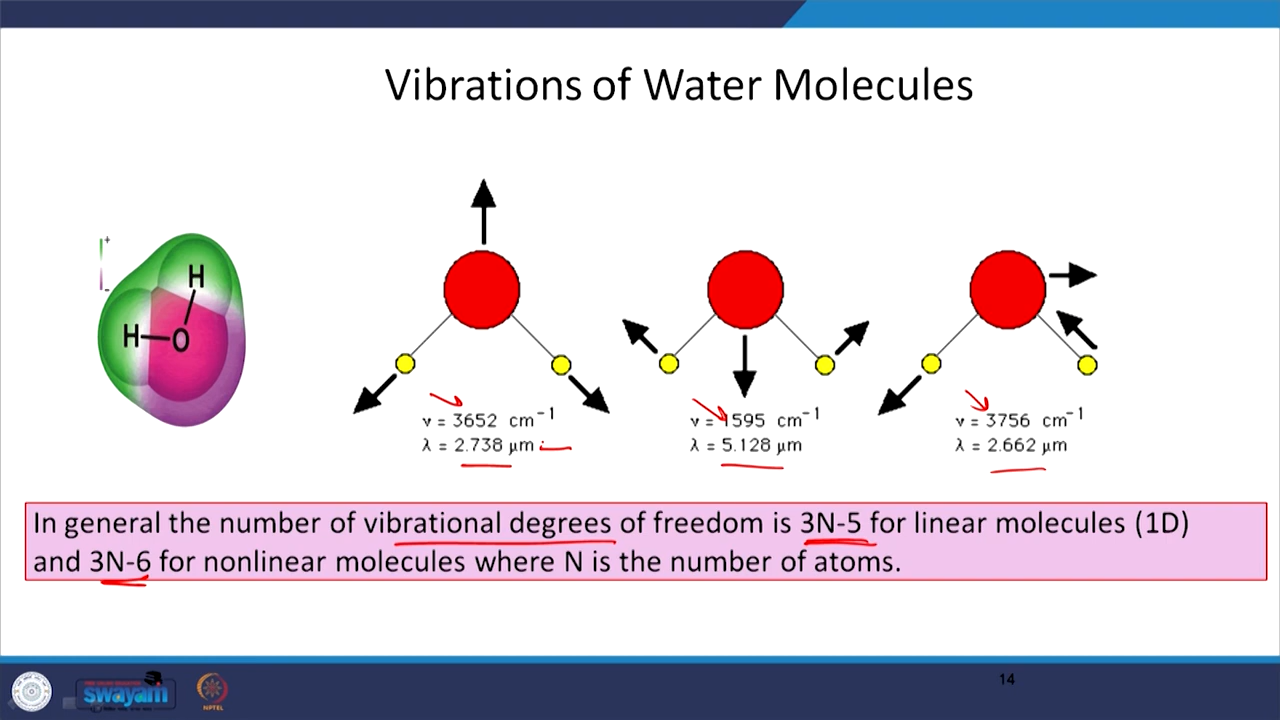 Vibrations of Water Molecules
+
-
H
H
O
ν = 3652 cm⁻¹
λ = 2.738 μm
ν = 1595 cm⁻¹
λ = 5.128 μm
ν = 3756 cm⁻¹
λ = 2.662 μm
In general the number of vibrational degrees of freedom is 3N-5 for linear molecules (1D)
and 3N-6 for nonlinear molecules where N is the number of atoms.
swayam
NPTEL
14